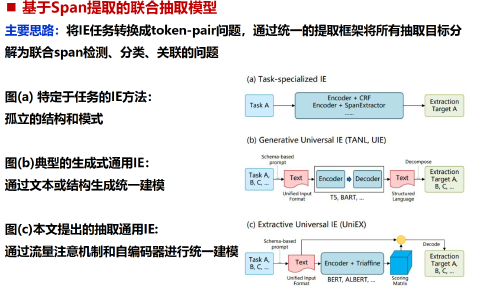 ■ 基于Span提取的联合抽取模型
主要思路：将IE任务转换成token-pair问题，通过统一的提取框架将所有抽取目标分
解为联合span检测、分类、关联的问题
图(a) 特定于任务的IE方法：
孤立的结构和模式
(a) Task-specialized IE
Task A
Encoder + CRF
Encoder + SpanExtractor
......
Extraction
Target A
图(b)典型的生成式通用IE：
通过文本或结构生成统一建模
(b) Generative Universal IE (TANL, UIE)
Schema-based
prompt
Decompose
Task A,
B, C, ...
Text
Encoder
Decoder
Text
Extraction
Target A,
B, C, ...
Unified Input
Format
T5, BART, ...
Structured
Language
图(c)本文提出的抽取通用IE:
通过流量注意机制和自编码器进行统一建模
(c) Extractive Universal IE (UniEX)
Schema-based
prompt
Decode
Task A,
B, C, ...
Text
Encoder + Triaffine
Extraction
Target A,
B, C, ...
Unified Input
Format
BERT, ALBERT, ...
Scoring
Matrix